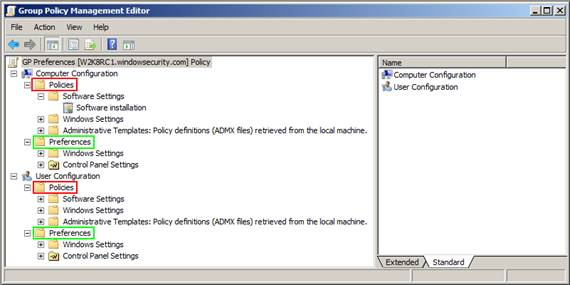 Group Policy Management Editor
File Action View Help
GP Preferences [W2K8RC1.windowsecurity.com] Policy
Computer Configuration
Policies
Software Settings
Software installation
Windows Settings
Administrative Templates: Policy definitions (ADMX files) retrieved from the local machine.
Preferences
Windows Settings
Control Panel Settings
User Configuration
Policies
Software Settings
Windows Settings
Administrative Templates: Policy definitions (ADMX files) retrieved from the local machine.
Preferences
Windows Settings
Control Panel Settings
Name
Computer Configuration
User Configuration
Extended Standard